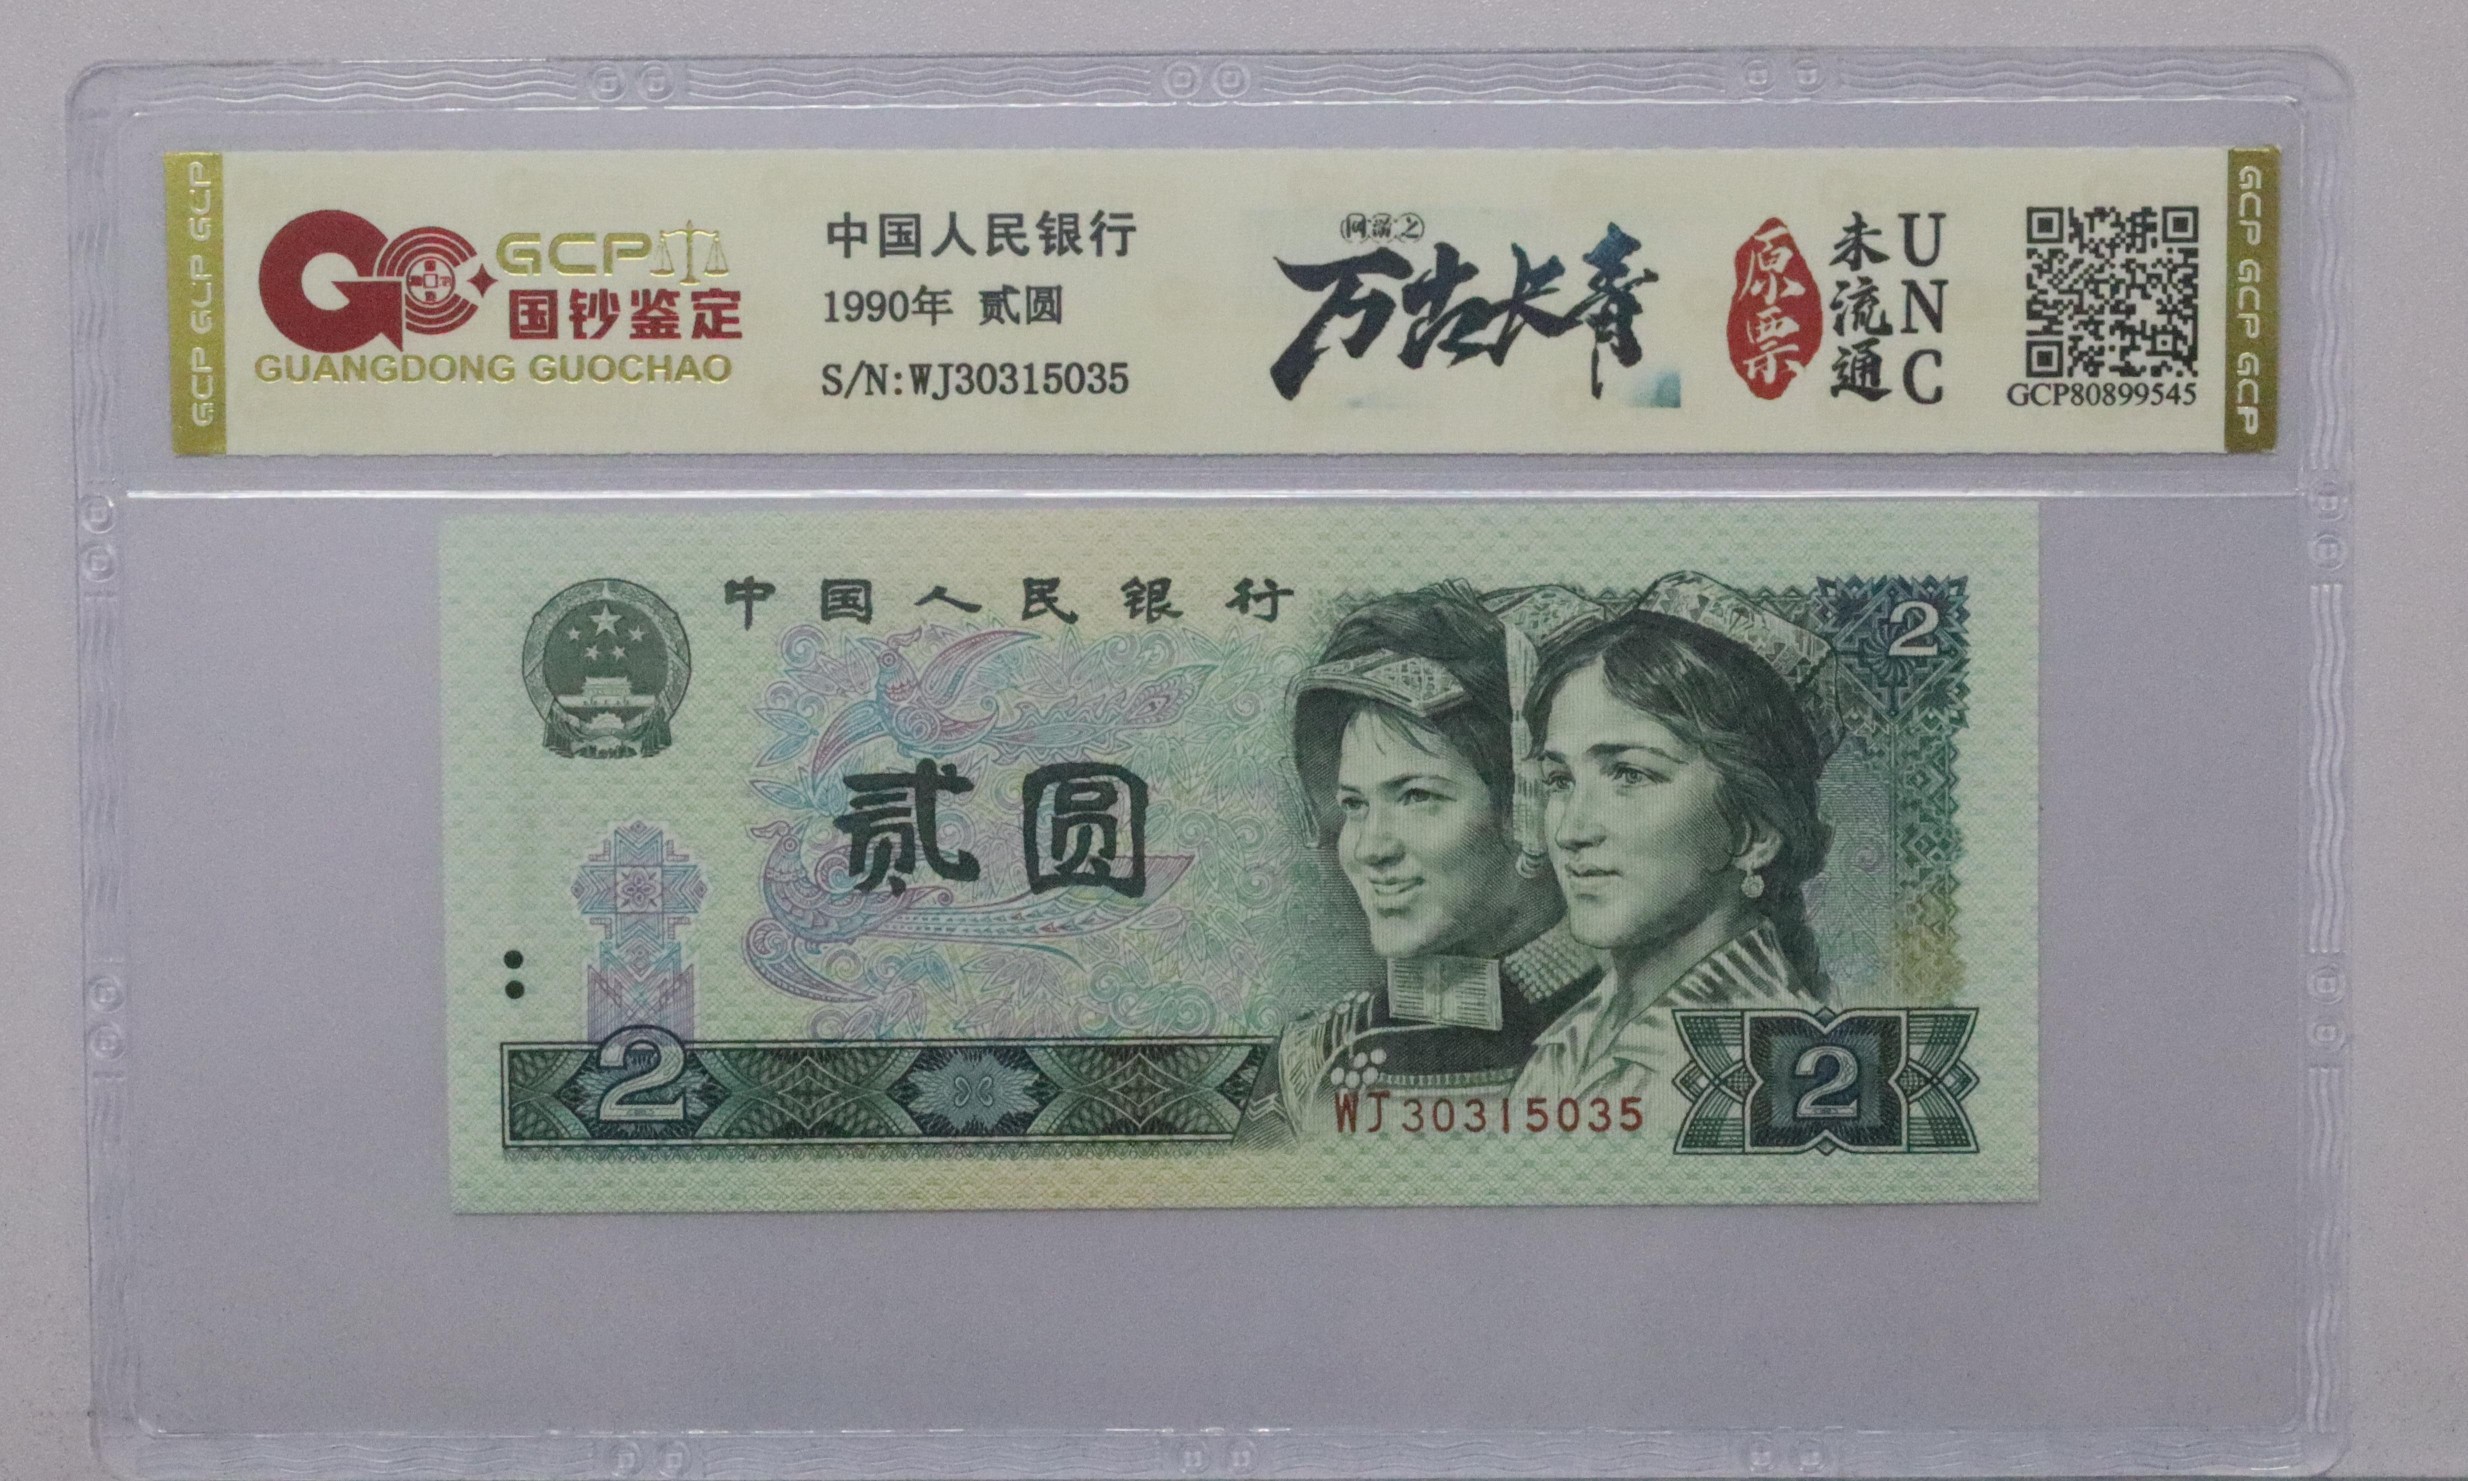 GCP GCP GCP
GCP
国钞鉴定
GUANGDONG GUOCHAO
中国人民银行
1990年 贰圆
S/N:WJ30315035
万古长青
原票
未流通
UNC
GCP80899545
GCP GCP GCP
中国人民银行
2
贰圆
2
WJ30315035
2